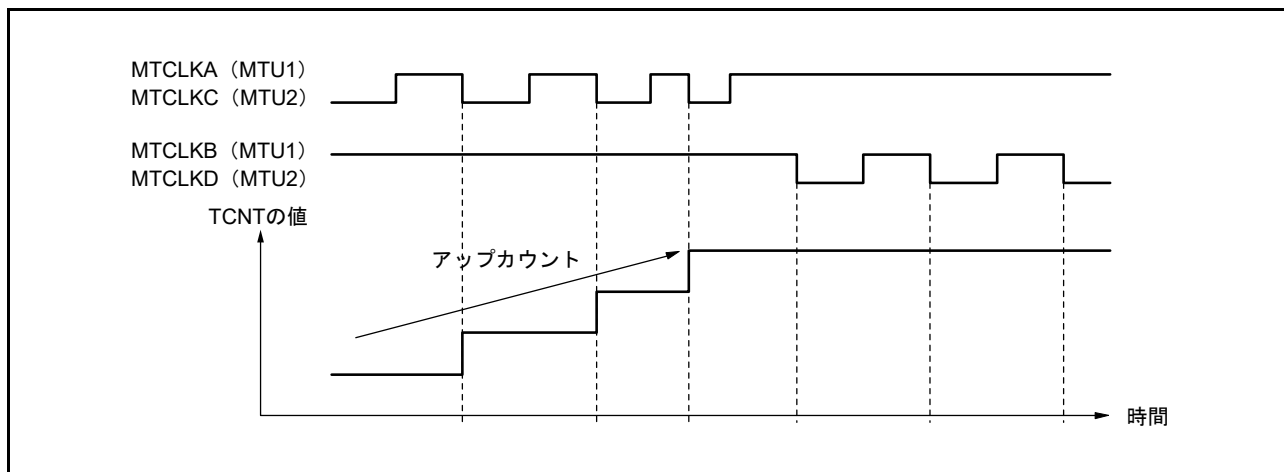 MTCLKA（MTU1）
MTCLKC（MTU2）
MTCLKB（MTU1）
MTCLKD（MTU2）
TCNTの値
アップカウント
時間